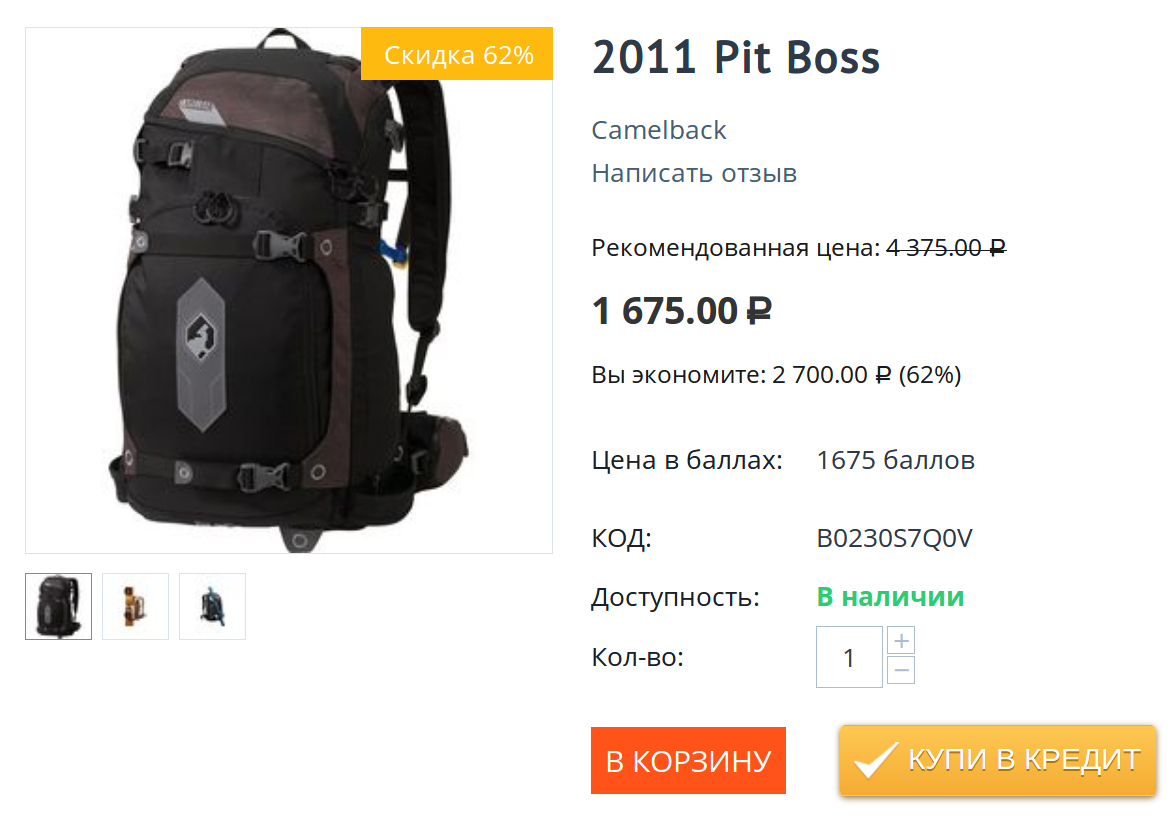 Скидка 62%
2011 Pit Boss
Camelback
Написать отзыв
Рекомендованная цена: 4 375.00 ₽
1 675.00 ₽
Вы экономите: 2 700.00 ₽ (62%)
Цена в баллах: 1675 баллов
КОД: B0230S7Q0V
Доступность: В наличии
Кол-во: 1 + −
В КОРЗИНУ
КУПИ В КРЕДИТ